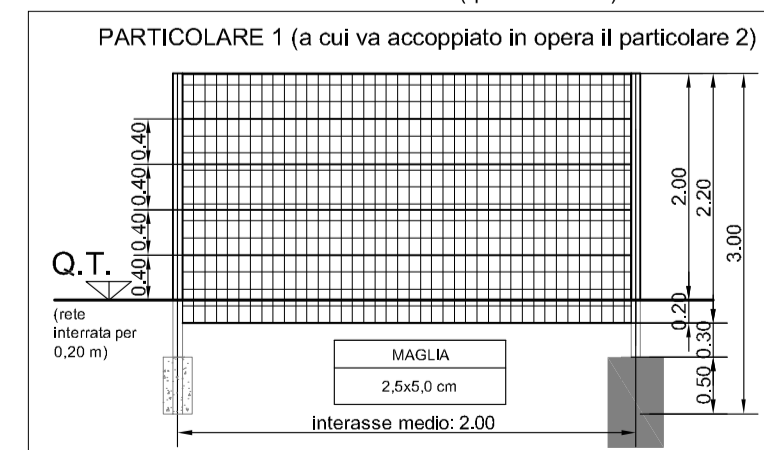 PARTICOLARE 1 (a cui va accoppiato in opera il particolare 2)
0.40
0.40
0.40
0.40
2.00
2.20
3.00
Q.T.
(rete
interrata per
0,20 m)
0.20
0.30
0.50
MAGLIA
2,5x5,0 cm
interasse medio: 2.00